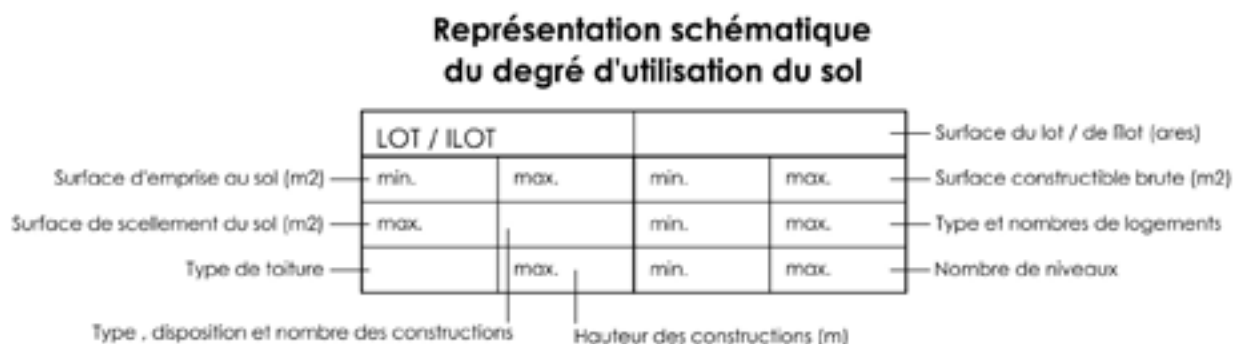 Représentation schématique
du degré d'utilisation du sol
LOT / ILOT
Surface du lot / de l'îlot (ares)
Surface d'emprise au sol (m2) min. max. min. max. Surface constructible brute (m2)
Surface de scellement du sol (m2) max. min. max. Type et nombres de logements
Type de toiture max. min. max. Nombre de niveaux
Type , disposition et nombre des constructions Hauteur des constructions (m)